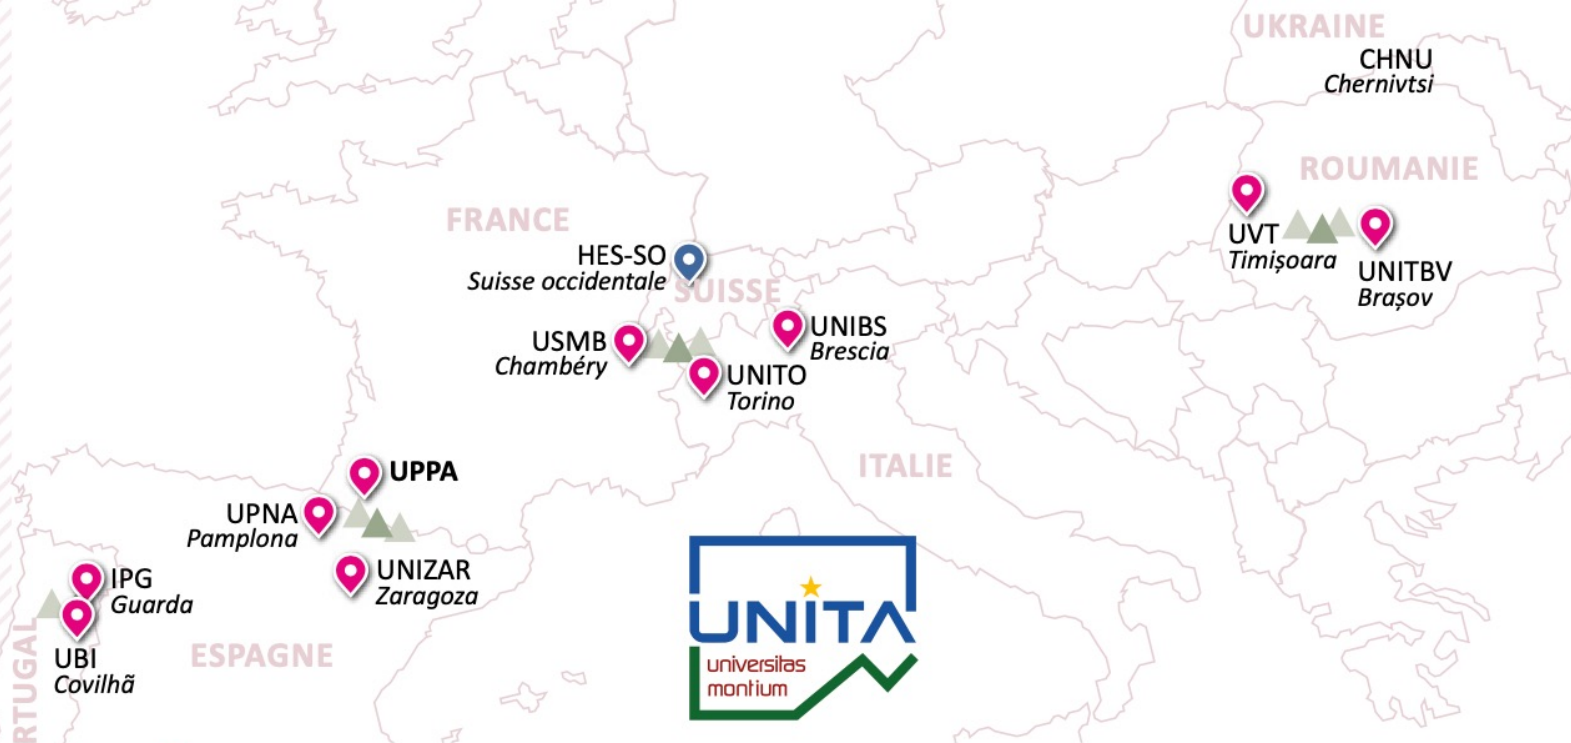 UKRAINE
CHNU
Chernivtsi
ROUMANIE
FRANCE
UVT
Timișoara
UNITBV
Brașov
HES-SO
Suisse occidentale
SUISSE
USMB
Chambéry
UNIBS
Brescia
UNITO
Torino
ITALIE
UPPA
UPNA
Pamplona
IPG
Guarda
UNIZAR
Zaragoza
UBI
Covilhã
ESPAGNE
RTUGAL
UNITA
universitas
montium